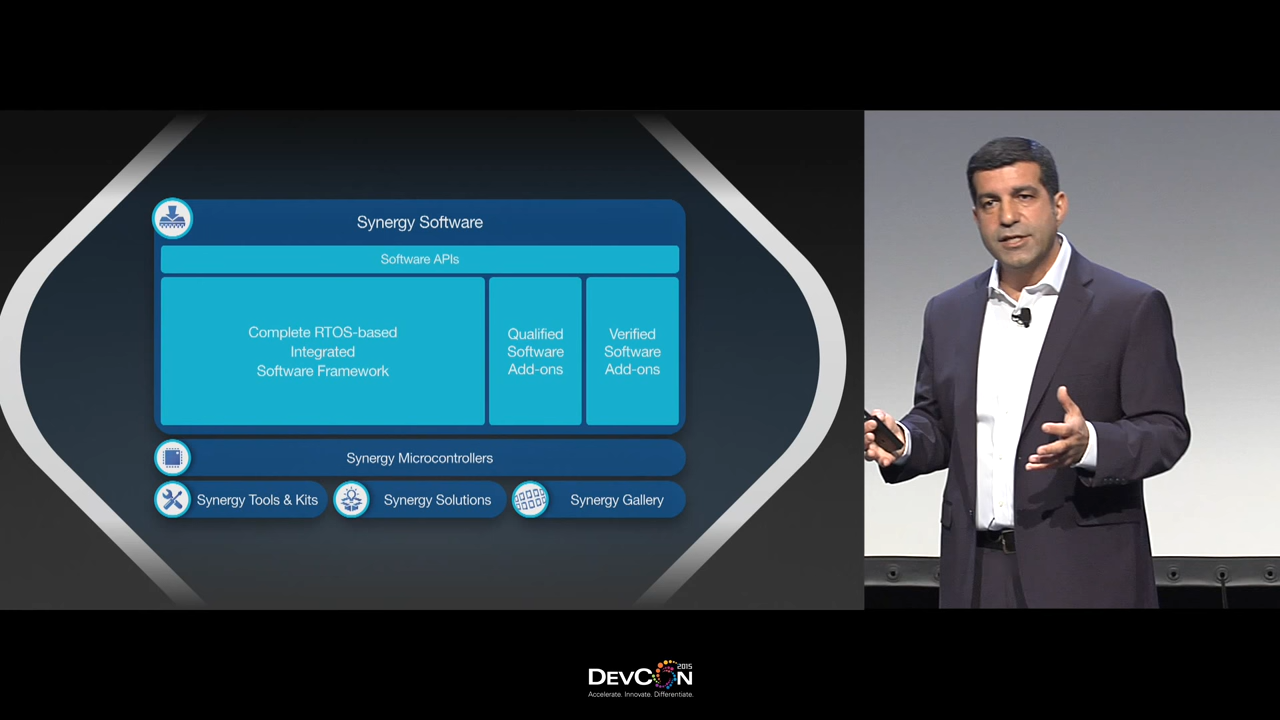 Synergy Software
Software APIs
Complete RTOS-based
Integrated
Software Framework
Qualified
Software
Add-ons
Verified
Software
Add-ons
Synergy Microcontrollers
Synergy Tools & Kits
Synergy Solutions
Synergy Gallery
DEVCON
2015
Accelerate. Innovate. Differentiate.